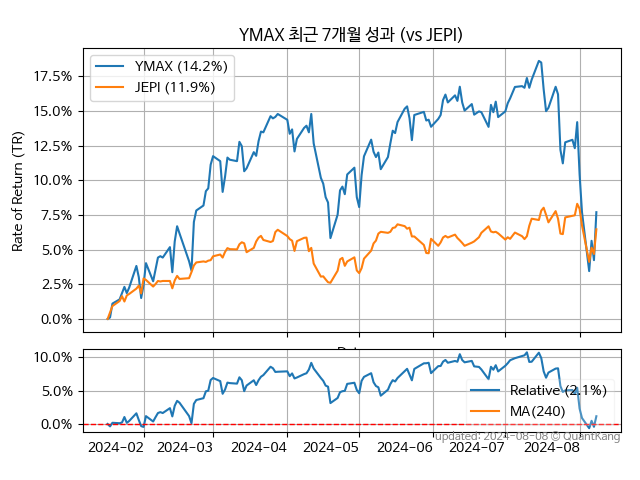 YMAX 최근 7개월 성과 (vs JEPI)
YMAX (14.2%)
JEPI (11.9%)
Rate of Return (TR)
17.5%
15.0%
12.5%
10.0%
7.5%
5.0%
2.5%
0.0%
10.0%
5.0%
0.0%
Relative (2.1%)
MA(240)
updated: 2024-08-08 © QuantKang
2024-02 2024-03 2024-04 2024-05 2024-06 2024-07 2024-08